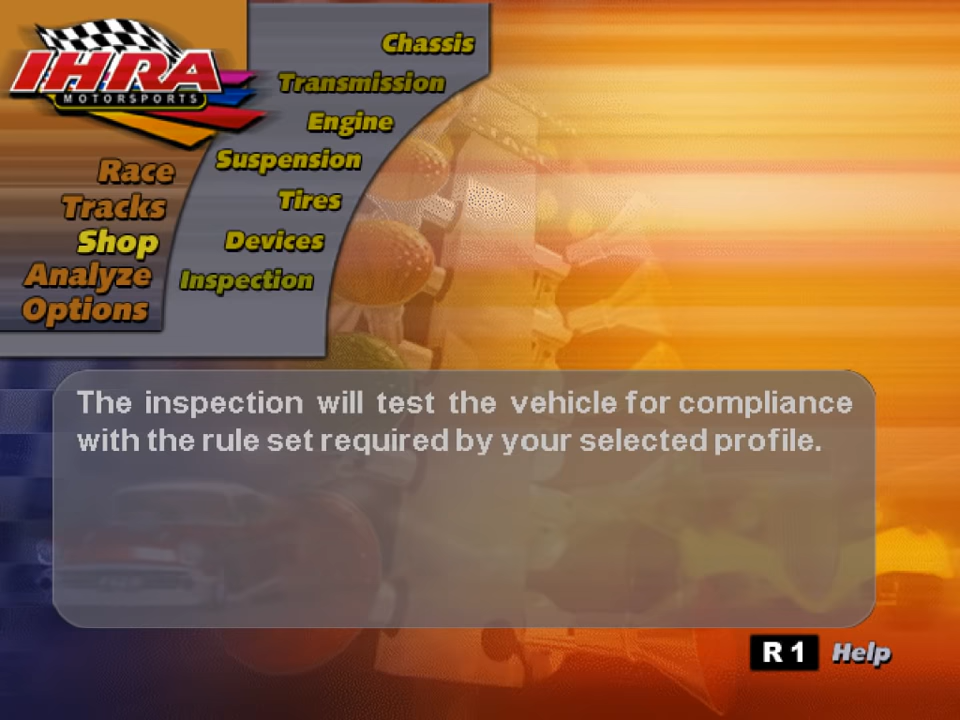 IHRA
MOTORSPORTS
Chassis
Transmission
Engine
Suspension
Tires
Devices
Inspection
Race
Tracks
Shop
Analyze
Options
The inspection will test the vehicle for compliance
with the rule set required by your selected profile.
R 1 Help